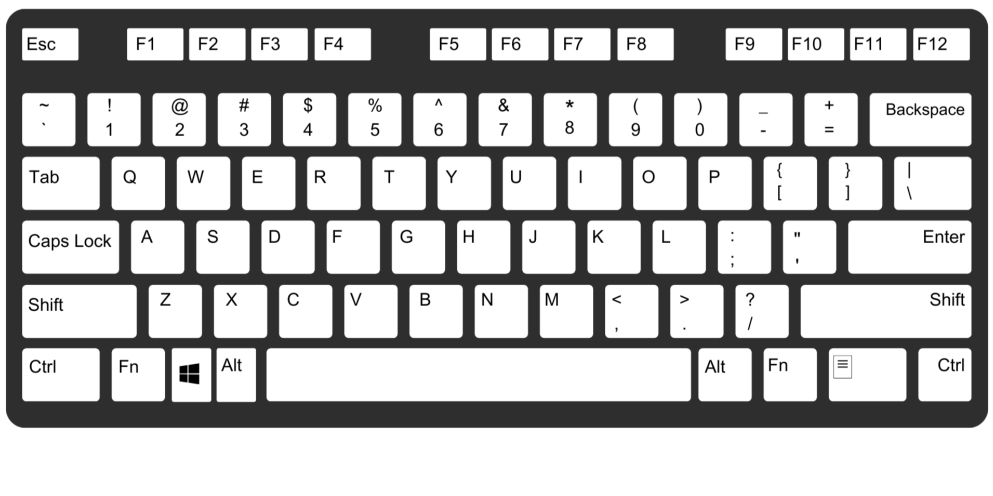 Esc F1 F2 F3 F4 F5 F6 F7 F8 F9 F10 F11 F12
~ ! @ # $ % ^ & * ( ) _ + Backspace
` 1 2 3 4 5 6 7 8 9 0 - =
Tab Q W E R T Y U I O P { } |
[ ] \
Caps Lock A S D F G H J K L : " Enter
; '
Shift Z X C V B N M < > ? Shift
, . /
Ctrl Fn Alt Alt Fn Ctrl